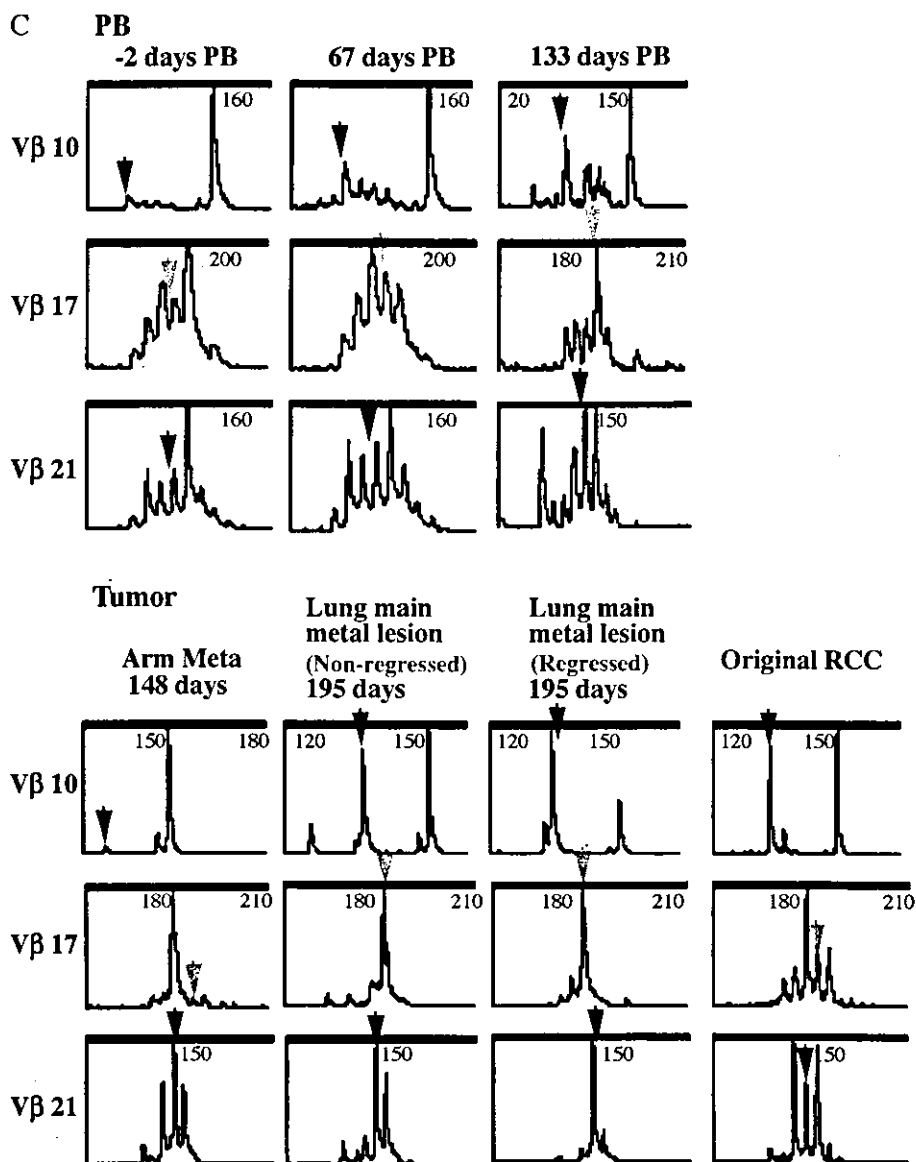 C PB
-2 days PB 67 days PB 133 days PB
Vβ 10 160 160 20 150
Vβ 17 200 200 180 210
Vβ 21 160 160 150
Tumor
Arm Meta
148 days
Lung main
metal lesion
(Non-regressed)
195 days
Lung main
metal lesion
(Regressed)
195 days
Original RCC
Vβ 10 150 180 120 150 120 150 120 150
Vβ 17 180 210 180 210 180 210 180 210
Vβ 21 150 150 150 150